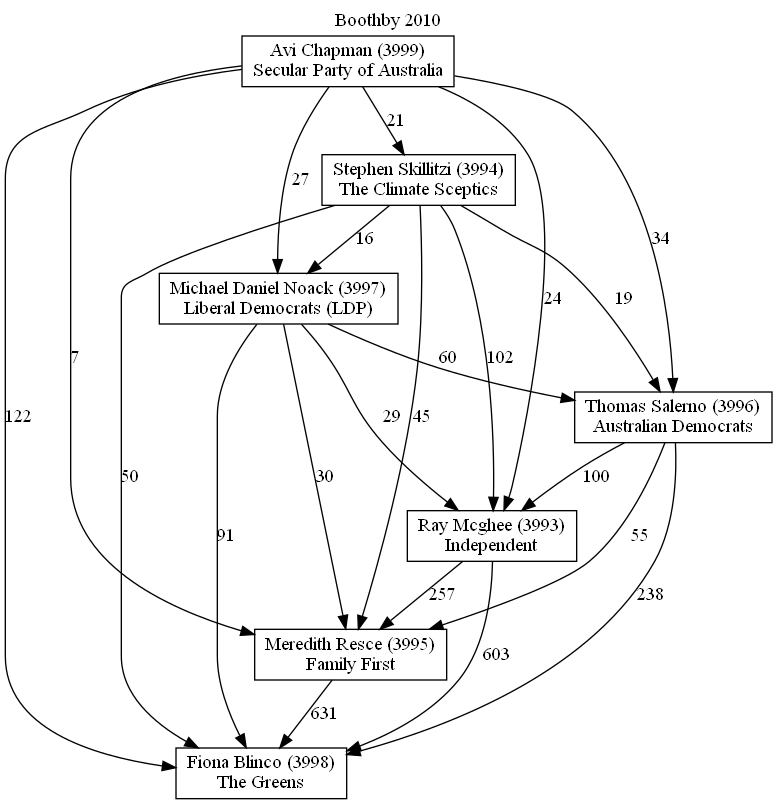 Boothby 2010
Avi Chapman (3999)
Secular Party of Australia
21
Stephen Skillitzi (3994)
The Climate Sceptics
27
34
16
Michael Daniel Noack (3997)
Liberal Democrats (LDP)
24
19
7
60
102
122
29
45
Thomas Salerno (3996)
Australian Democrats
50
30
100
91
Ray Mcghee (3993)
Independent
55
257
238
Meredith Resce (3995)
Family First
603
631
Fiona Blinco (3998)
The Greens